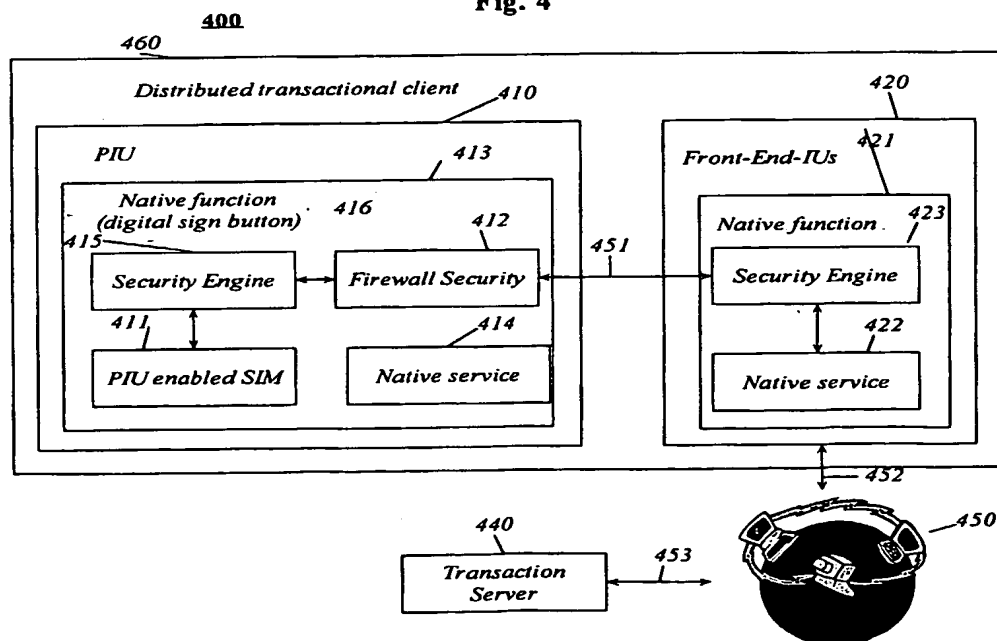 Fig. 4
400
460
Distributed transactional client
410
420
PIU
413
421
Front-End-IUs
Native function
(digital sign button)
416
412
415
Security Engine
Firewall Security
451
Native function
423
Security Engine
411
PIU enabled SIM
414
Native service
422
Native service
452
450
440
Transaction
Server
453